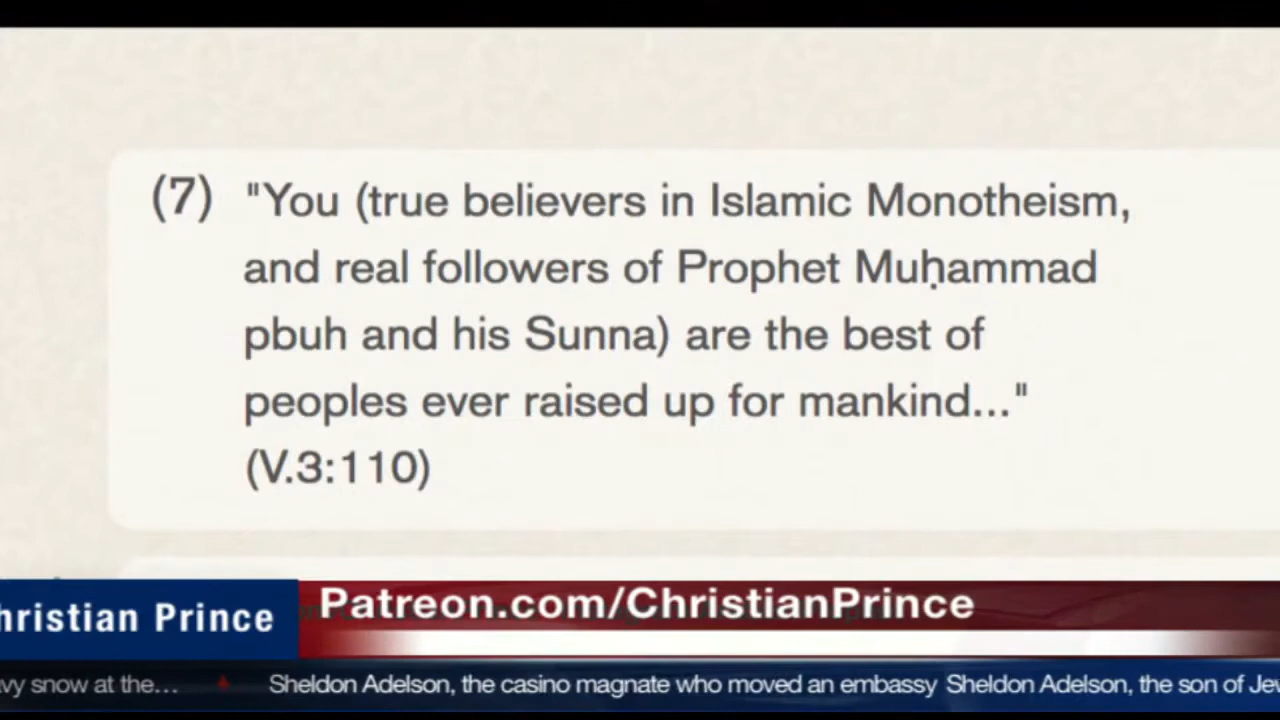 (7) "You (true believers in Islamic Monotheism,
and real followers of Prophet Muḥammad
pbuh and his Sunna) are the best of
peoples ever raised up for mankind..."
(V.3:110)
hristian Prince
Patreon.com/ChristianPrince
vy snow at the... Sheldon Adelson, the casino magnate who moved an embassy Sheldon Adelson, the son of Jew